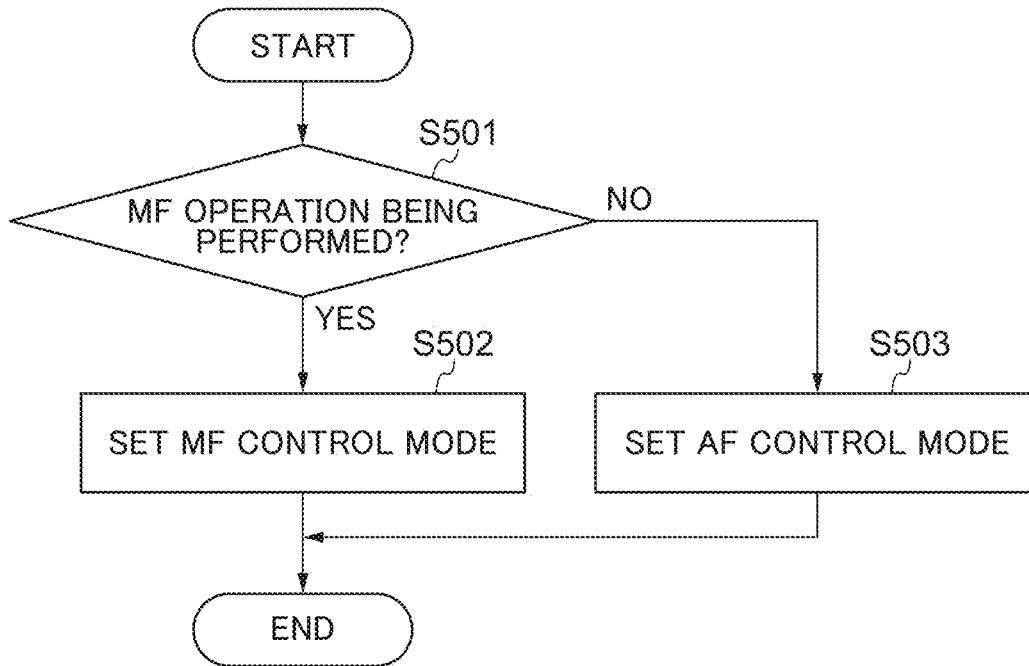 START
S501
MF OPERATION BEING
PERFORMED?
NO
YES
S502
SET MF CONTROL MODE
S503
SET AF CONTROL MODE
END